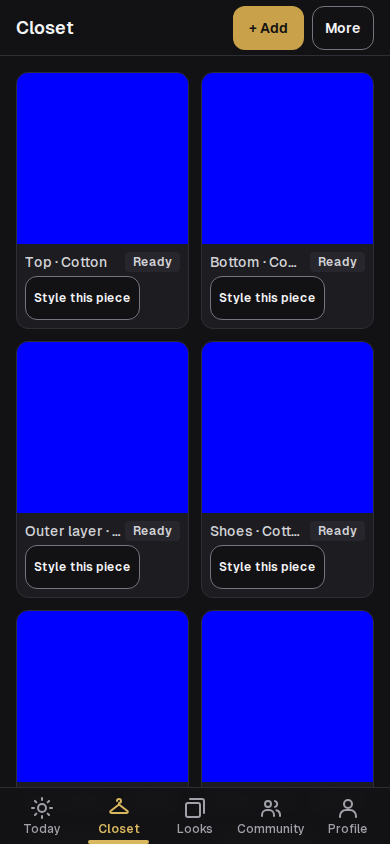 Closet
+ Add
More
Top · Cotton
Ready
Bottom · Co...
Ready
Style this piece
Style this piece
Outer layer · ...
Ready
Shoes · Cott...
Ready
Style this piece
Style this piece
Today
Closet
Looks
Community
Profile